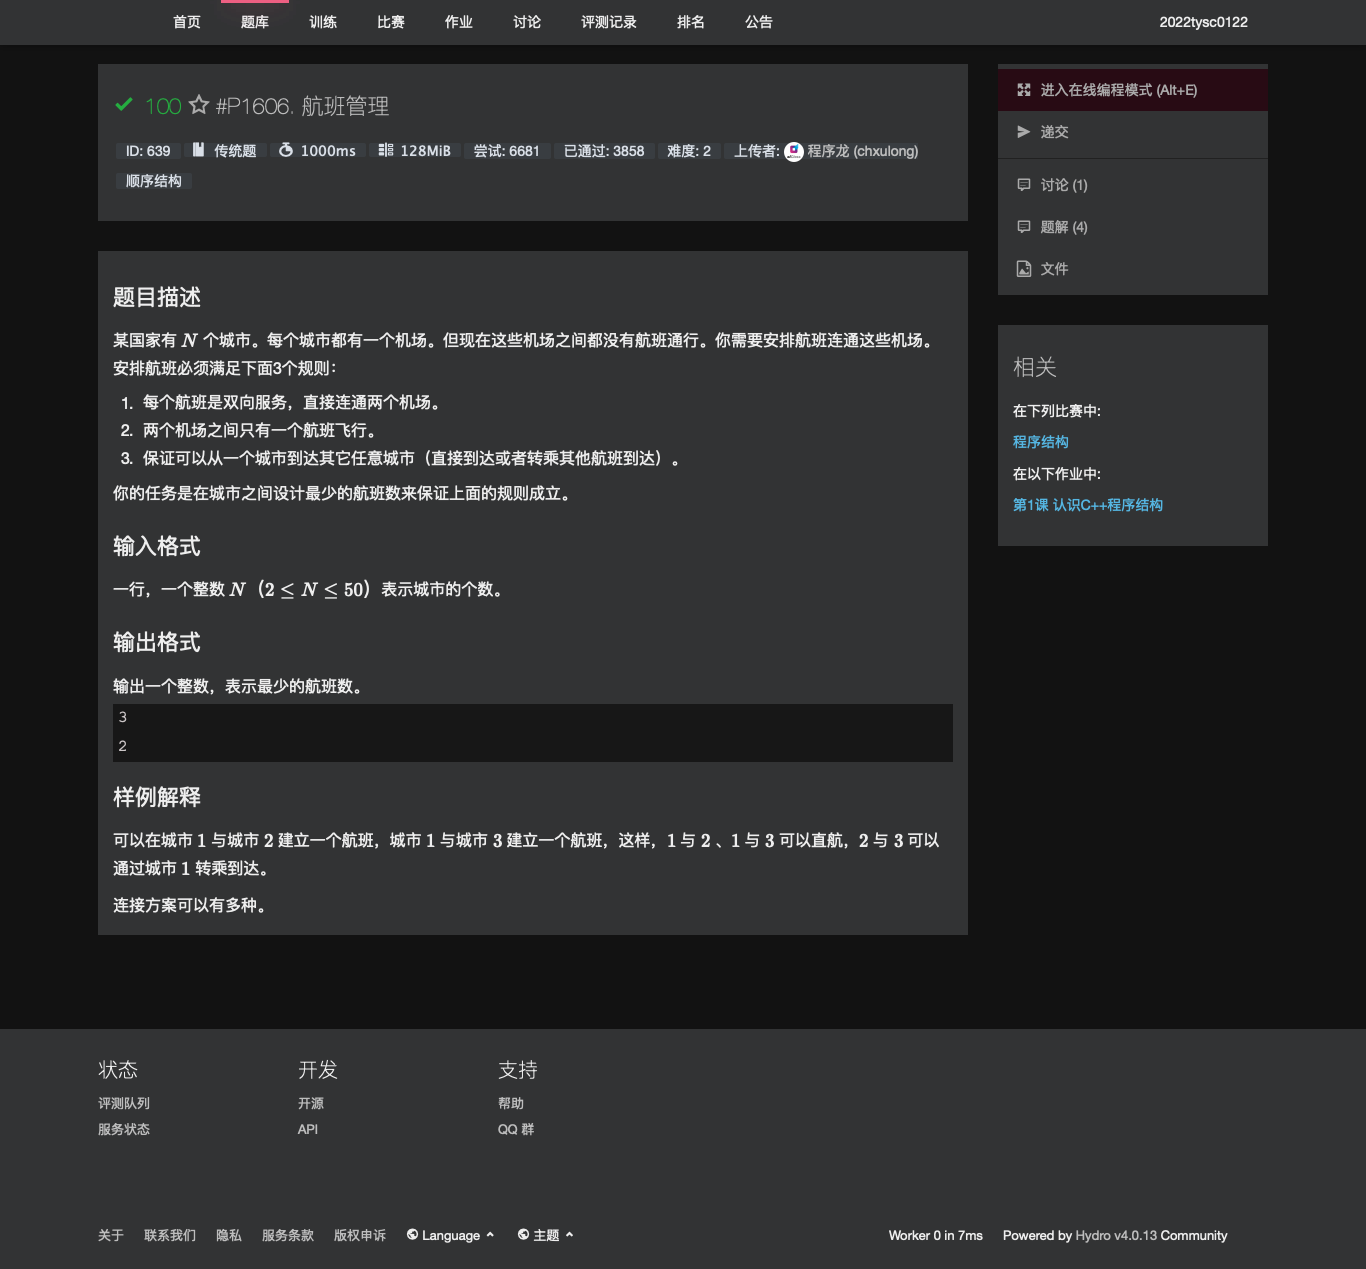 首页 题库 训练 比赛 作业 讨论 评测记录 排名 公告 2022tysc0122
100 #P1606. 航班管理
ID: 639 传统题 1000ms 128MiB 尝试: 6681 已通过: 3858 难度: 2 上传者: 程序龙 (chxulong)
顺序结构
题目描述
某国家有 N 个城市。每个城市都有一个机场。但现在这些机场之间都没有航班通行。你需要安排航班连通这些机场。
安排航班必须满足下面3个规则：
1. 每个航班是双向服务，直接连通两个机场。
2. 两个机场之间只有一个航班飞行。
3. 保证可以从一个城市到达其它任意城市（直接到达或者转乘其他航班到达）。
你的任务是在城市之间设计最少的航班数来保证上面的规则成立。
输入格式
一行，一个整数 N（2 ≤ N ≤ 50）表示城市的个数。
输出格式
输出一个整数，表示最少的航班数。
3
2
样例解释
可以在城市 1 与城市 2 建立一个航班，城市 1 与城市 3 建立一个航班，这样，1 与 2 、1 与 3 可以直航，2 与 3 可以
通过城市 1 转乘到达。
连接方案可以有多种。
进入在线编程模式 (Alt+E)
递交
讨论 (1)
题解 (4)
文件
相关
在下列比赛中:
程序结构
在以下作业中:
第1课 认识C++程序结构
状态 开发 支持
评测队列 开源 帮助
服务状态 API QQ 群
关于 联系我们 隐私 服务条款 版权申诉 Language 主题 Worker 0 in 7ms Powered by Hydro v4.0.13 Community